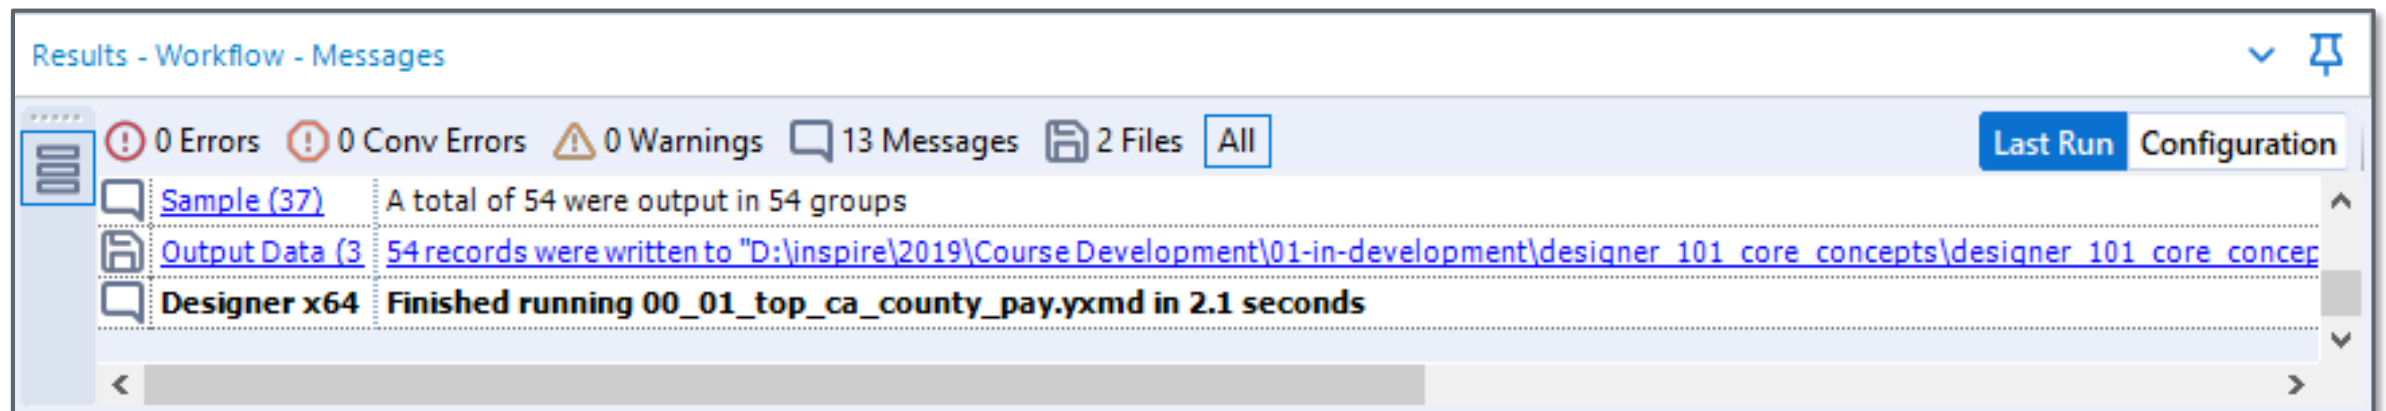 Results - Workflow - Messages
0 Errors 0 Conv Errors 0 Warnings 13 Messages 2 Files All Last Run Configuration
Sample (37) A total of 54 were output in 54 groups
Output Data (3 54 records were written to "D:\inspire\2019\Course Development\01-in-development\designer_101_core_concepts\designer_101_core_concep
Designer x64 Finished running 00_01_top_ca_county_pay.yxmd in 2.1 seconds